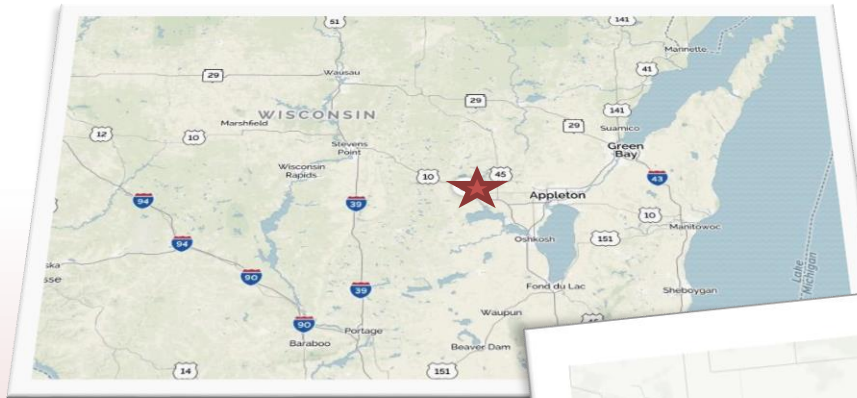 51
141
Marinette
41
29
Wausau
29
141
WISCONSIN
Suamico
29
12
Marshfield
10
Stevens
Point
Green
Bay
Wisconsin
Rapids
10
45
43
94
39
Appleton
10
Manitowoc
94
Oshkosh
151
Lake
Michigan
ska
sse
90
39
Fond du Lac
Sheboygan
Waupun
90
Portage
Baraboo
Beaver Dam
14
151